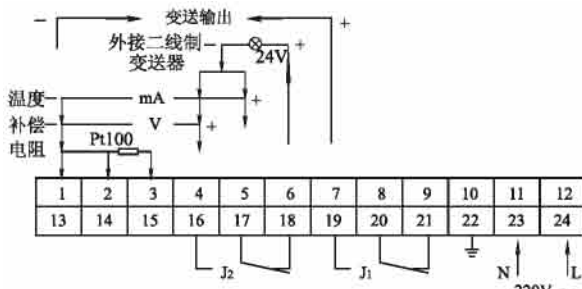 − 变送输出 +
外接二线制 +
变送器 24V
温度 − mA +
补偿 − V +
电阻 Pt100
1 2 3 4 5 6 7 8 9 10 11 12
13 14 15 16 17 18 19 20 21 22 23 24
J₂ J₁ N L
220V